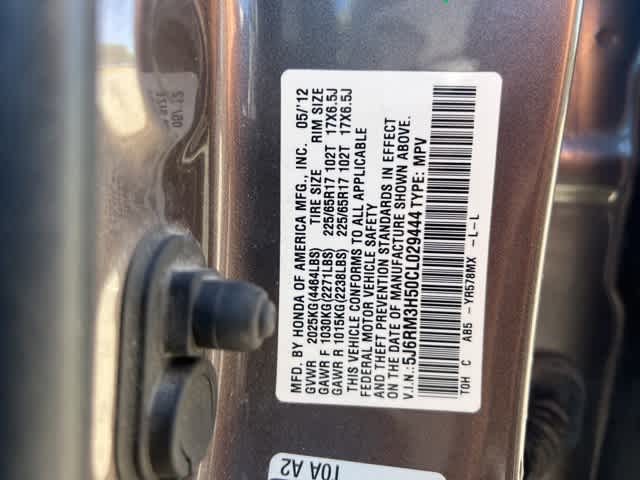 MFD. BY HONDA OF AMERICA MFG., INC. 05/'12
GVWR 2025KG(4464LBS) TIRE SIZE RIM SIZE
GAWR F 1030KG(2271LBS) 225/65R17 102T 17X6.5J
GAWR R 1015KG(2238LBS) 225/65R17 102T 17X6.5J
THIS VEHICLE CONFORMS TO ALL APPLICABLE
FEDERAL MOTOR VEHICLE SAFETY
AND THEFT PREVENTION STANDARDS IN EFFECT
ON THE DATE OF MANUFACTURE SHOWN ABOVE.
V.I.N.: 5J6RM3H50CL029444 TYPE: MPV
TOH C AB5 -YR578MX -L-L
T0A A2